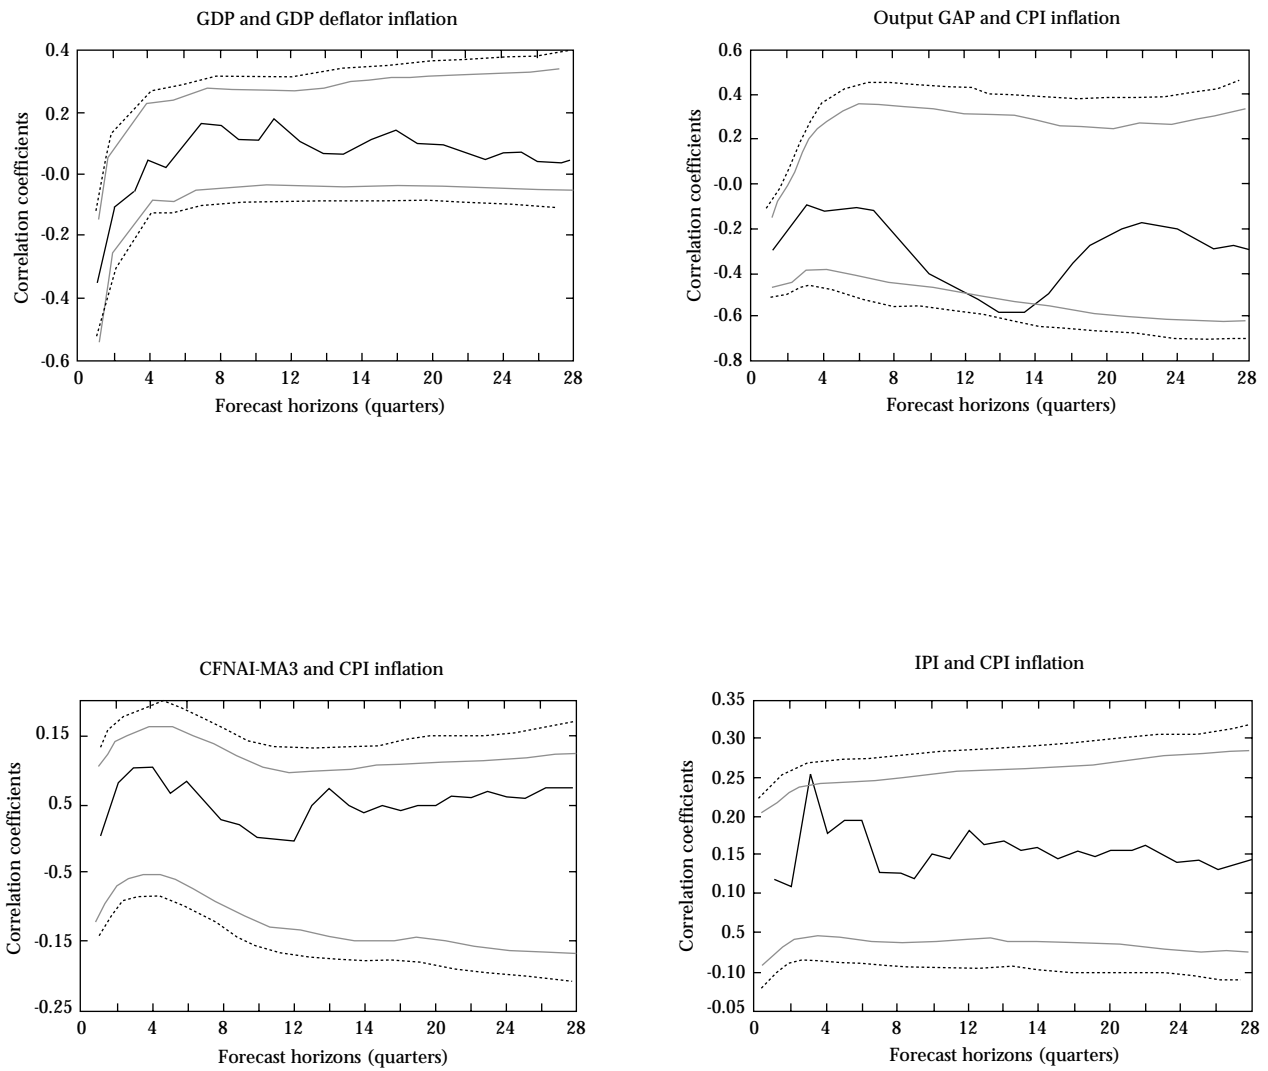 GDP and GDP deflator inflation
0.4
0.2
-0.0
-0.2
-0.4
-0.6
Correlation coefficients
0 4 8 12 14 20 24 28
Forecast horizons (quarters)
Output GAP and CPI inflation
0.6
0.4
0.2
-0.0
-0.2
-0.4
-0.6
-0.8
Correlation coefficients
0 4 8 12 14 20 24 28
Forecast horizons (quarters)
CFNAI-MA3 and CPI inflation
0.15
0.5
-0.5
-0.15
-0.25
Correlation coefficients
0 4 8 12 14 20 24 28
Forecast horizons (quarters)
IPI and CPI inflation
0.35
0.30
0.25
0.20
0.15
0.10
0.5
-0.10
-0.05
Correlation coefficients
0 4 8 12 14 20 24 28
Forecast horizons (quarters)